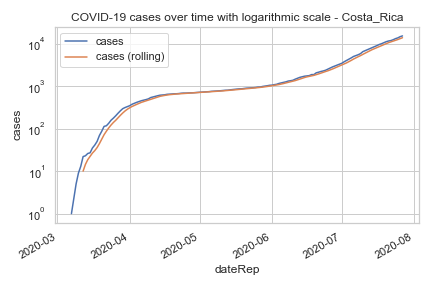 COVID-19 cases over time with logarithmic scale - Costa_Rica
cases
cases (rolling)
10⁴
10³
10²
10¹
10⁰
cases
2020-03
2020-04
2020-05
2020-06
2020-07
2020-08
dateRep